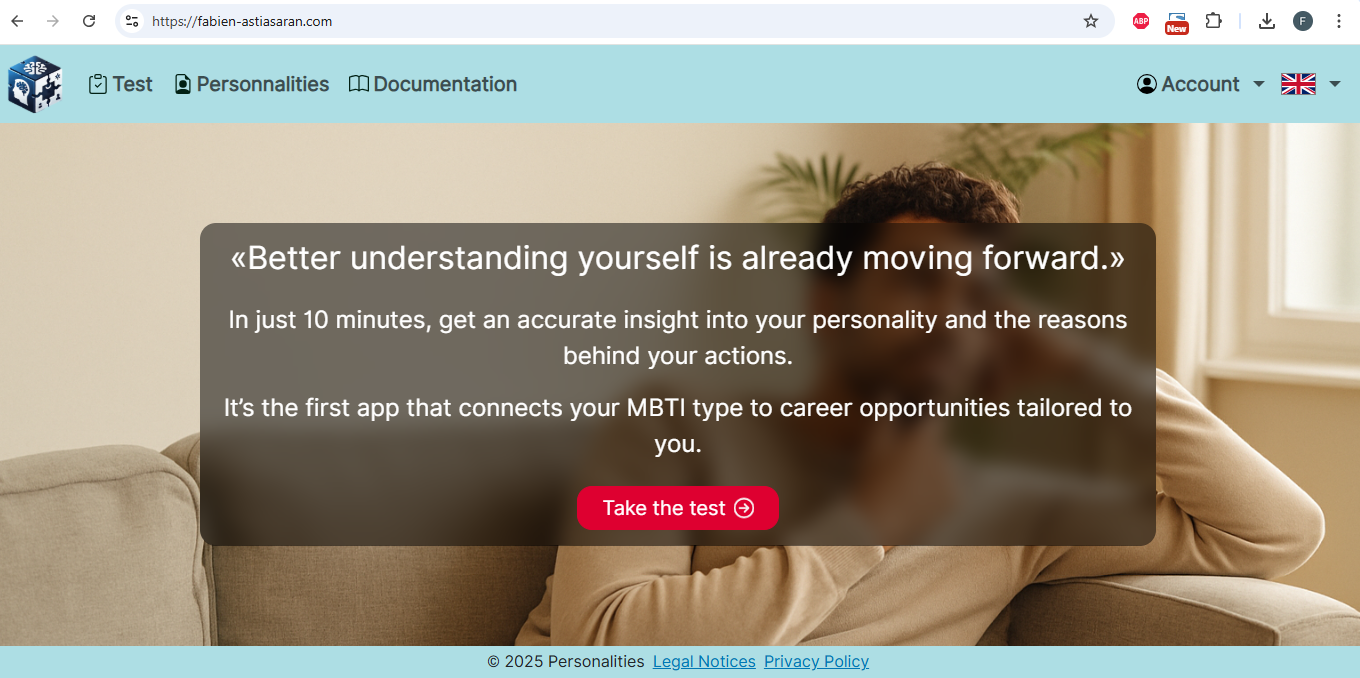 https://fabien-astiasaran.com
ABP
New
F
Test Personnalities Documentation
Account
«Better understanding yourself is already moving forward.»
In just 10 minutes, get an accurate insight into your personality and the reasons
behind your actions.
It’s the first app that connects your MBTI type to career opportunities tailored to
you.
Take the test
© 2025 Personalities Legal Notices Privacy Policy